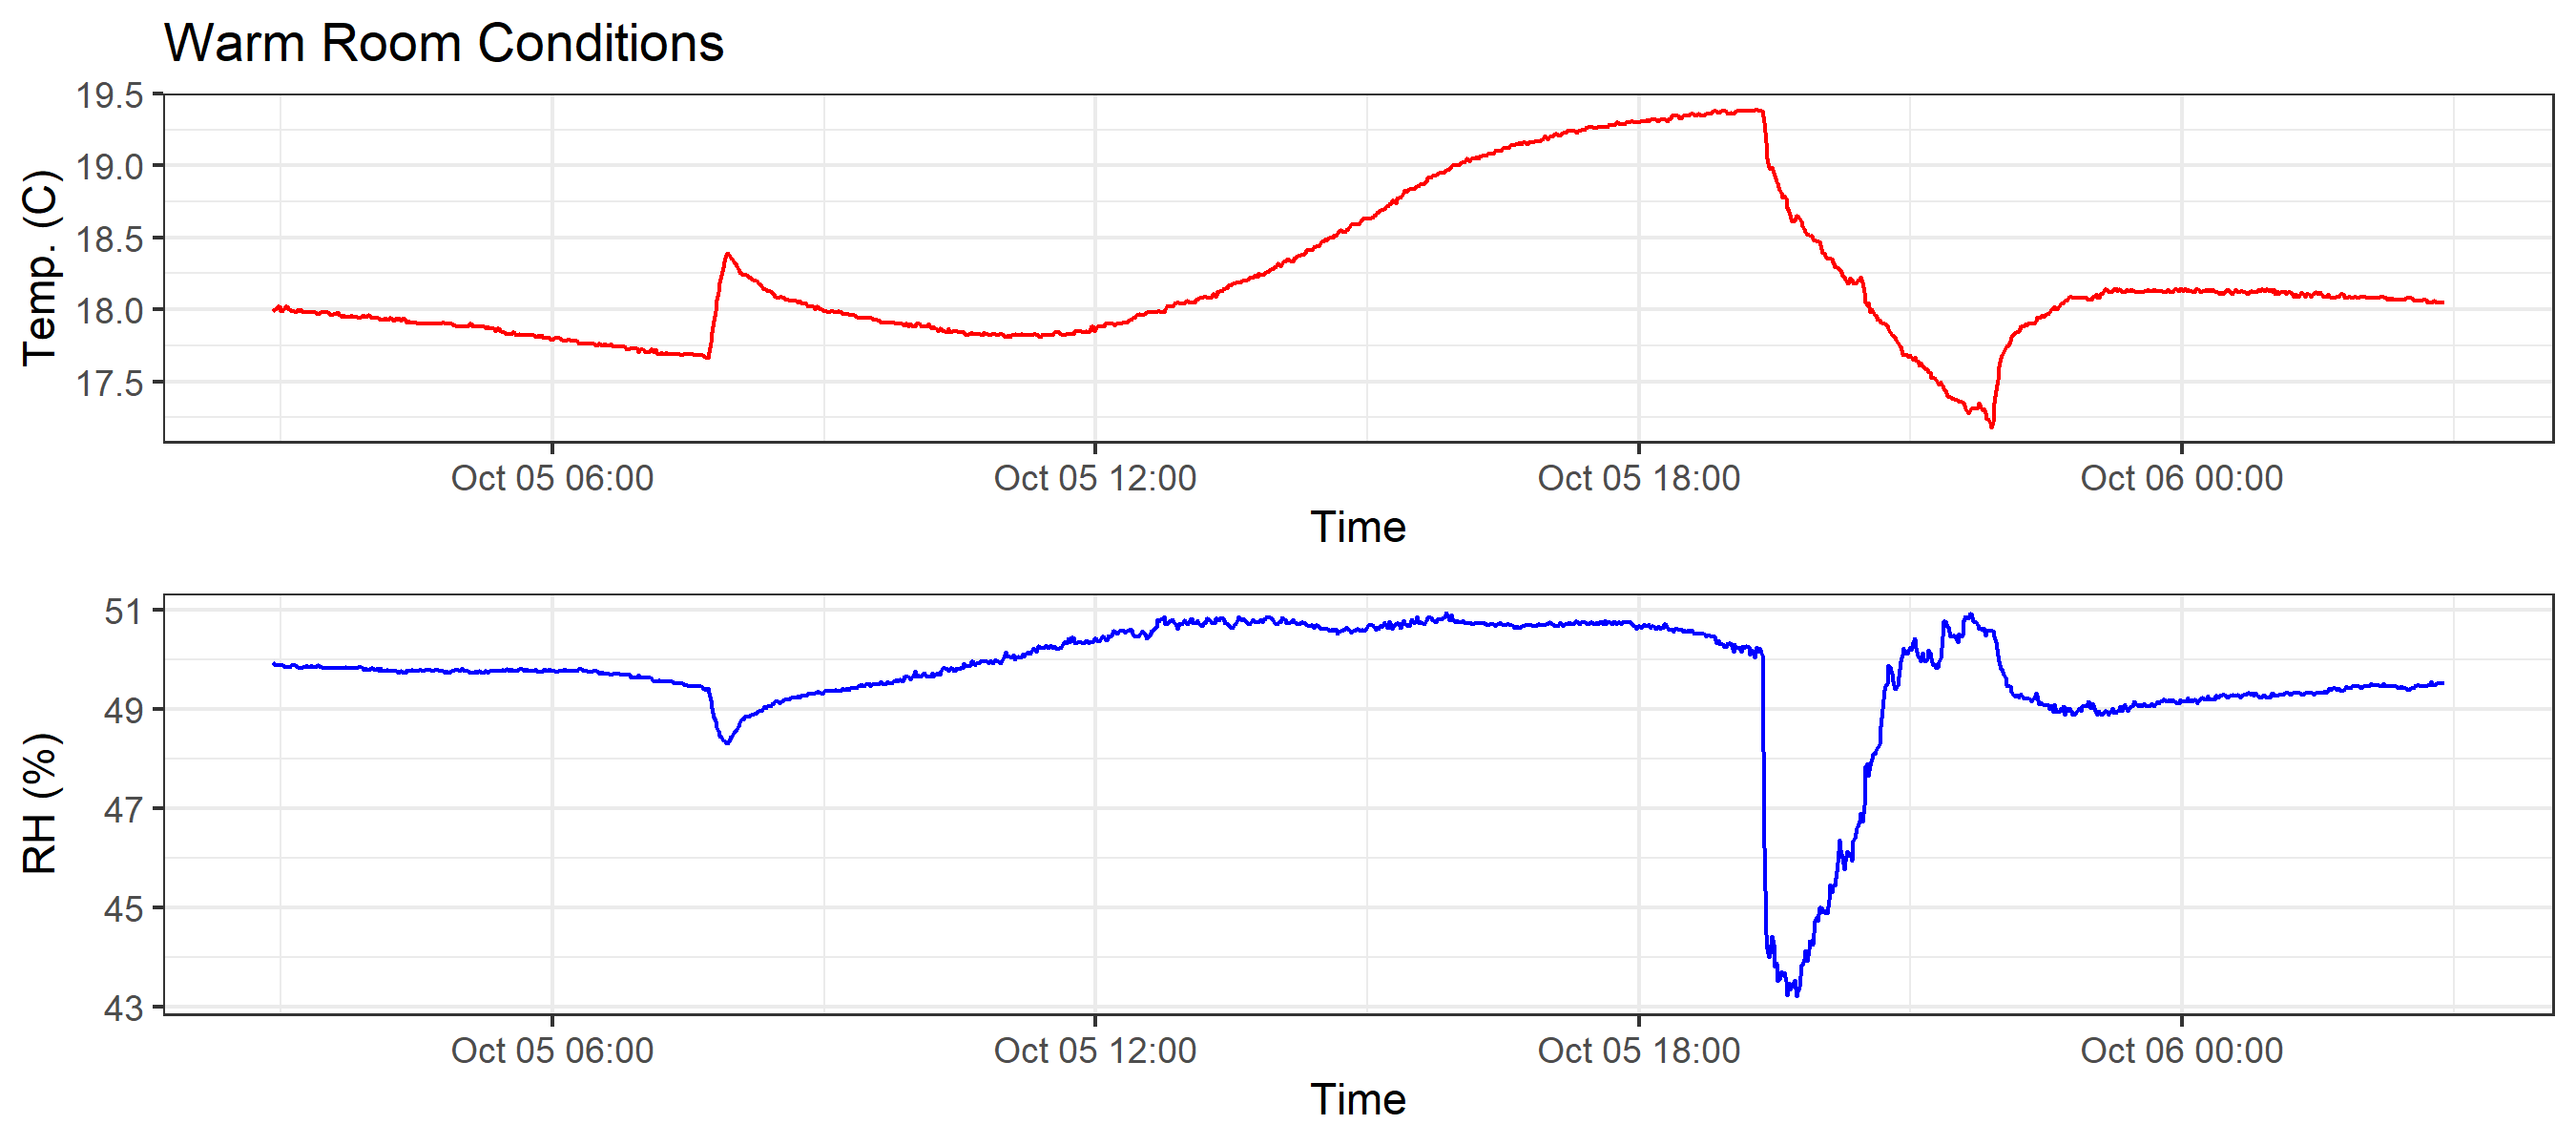 Warm Room Conditions
19.5
19.0
18.5
18.0
17.5
Temp. (C)
Oct 05 06:00 Oct 05 12:00 Oct 05 18:00 Oct 06 00:00
Time
51
49
47
45
43
RH (%)
Oct 05 06:00 Oct 05 12:00 Oct 05 18:00 Oct 06 00:00
Time